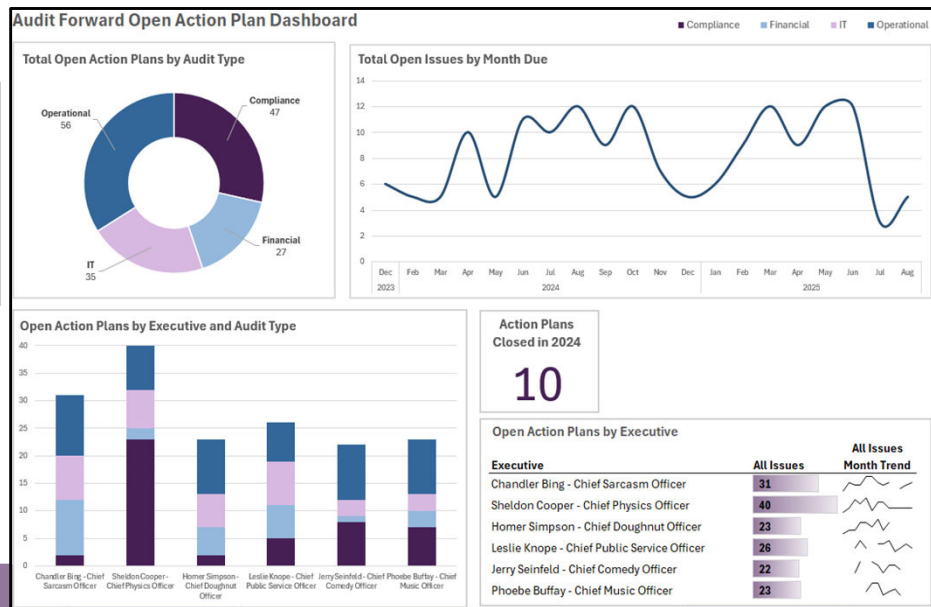 Audit Forward Open Action Plan Dashboard
Compliance Financial IT Operational
Total Open Action Plans by Audit Type
Operational
56
Compliance
47
Financial
27
IT
35
Total Open Issues by Month Due
14
12
10
8
6
4
2
0
Dec Feb Mar Apr May Jun Jul Aug Sep Oct Nov Dec Jan Feb Mar Apr May Jun Jul Aug
2023 2024 2025
Open Action Plans by Executive and Audit Type
40
35
30
25
20
15
10
5
0
Chandler Bing - Chief
Sarcasm Officer
Sheldon Cooper -
Chief Physics Officer
Homer Simpson -
Chief Doughnut
Officer
Leslie Knope - Chief
Public Service Officer
Jerry Seinfeld - Chief
Comedy Officer
Phoebe Buffay - Chief
Music Officer
Action Plans
Closed in 2024
10
Open Action Plans by Executive
All Issues
Executive All Issues Month Trend
Chandler Bing - Chief Sarcasm Officer 31
Sheldon Cooper - Chief Physics Officer 40
Homer Simpson - Chief Doughnut Officer 23
Leslie Knope - Chief Public Service Officer 26
Jerry Seinfeld - Chief Comedy Officer 22
Phoebe Buffay - Chief Music Officer 23